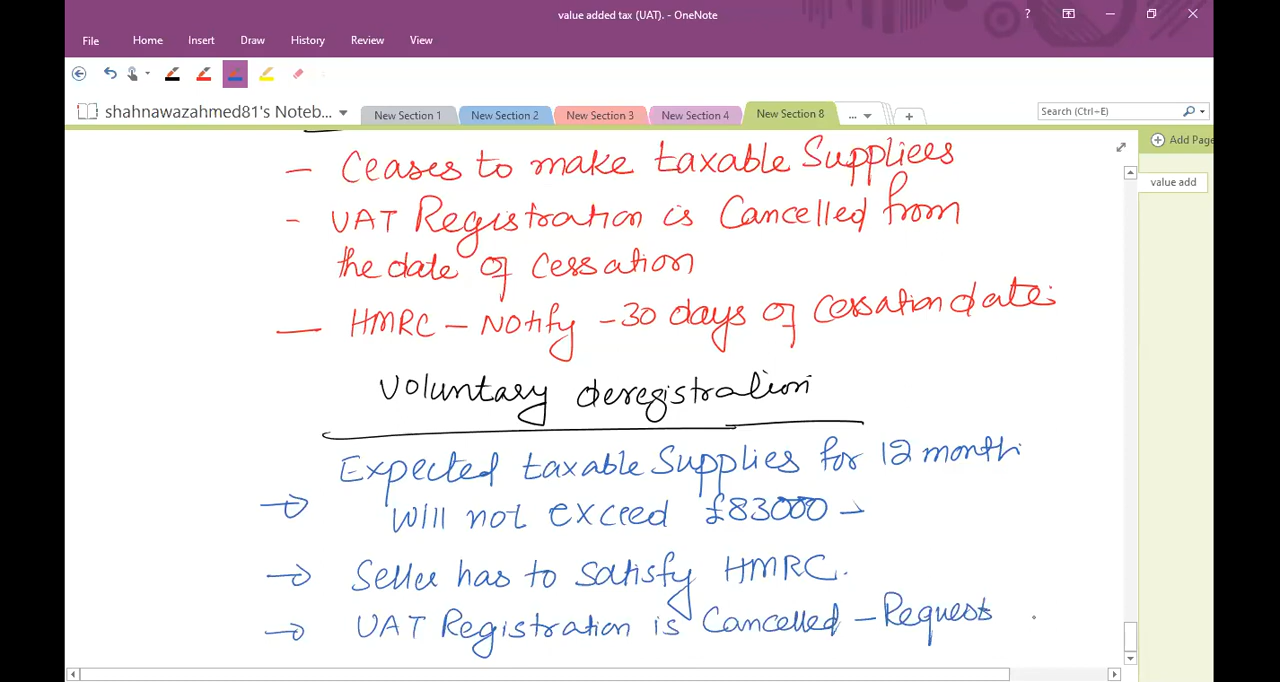 value added tax (UAT). - OneNote
?
File Home Insert Draw History Review View
shahnawazahmed81's Noteb... New Section 1 New Section 2 New Section 3 New Section 4 New Section 8 ... + Search (Ctrl+E)
Add Page
value add
- Ceases to make taxable Suppliees
- UAT Registration is Cancelled from
the date of Cessation
- HMRC - Notify - 30 days of Cessation date.
Voluntary deregistration
Expected taxable Supplies for 12 month
→ Will not exceed £83000 -
→ Seller has to Satisfy HMRC.
→ UAT Registration is Cancelled - Request